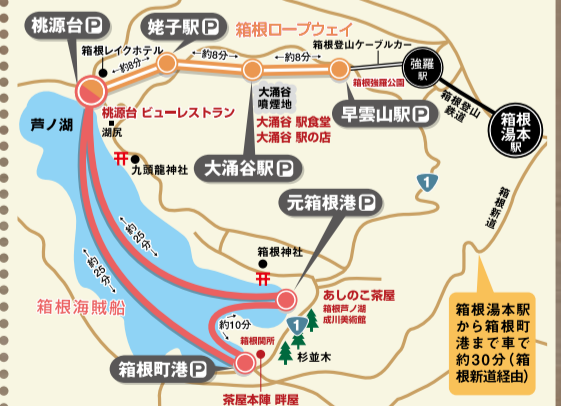 桃源台 P
姥子駅 P
箱根ロープウェイ
箱根登山ケーブルカー
箱根レイクホテル
約8分
約8分
約8分
強羅
駅
箱根強羅公園
箱根登山
鉄道
箱根
湯本
駅
大涌谷
噴煙地
大涌谷 駅食堂
大涌谷 駅の店
早雲山駅 P
芦ノ湖
桃源台 ビューレストラン
湖尻
九頭龍神社
大涌谷駅 P
1
箱根新道
元箱根港 P
約25分
約25分
箱根神社
箱根海賊船
あしのこ茶屋
箱根芦ノ湖
成川美術館
約10分
1
箱根関所
杉並木
箱根町港 P
茶屋本陣 畔屋
箱根湯本駅
から箱根町
港まで車で
約30分（箱
根新道経由）